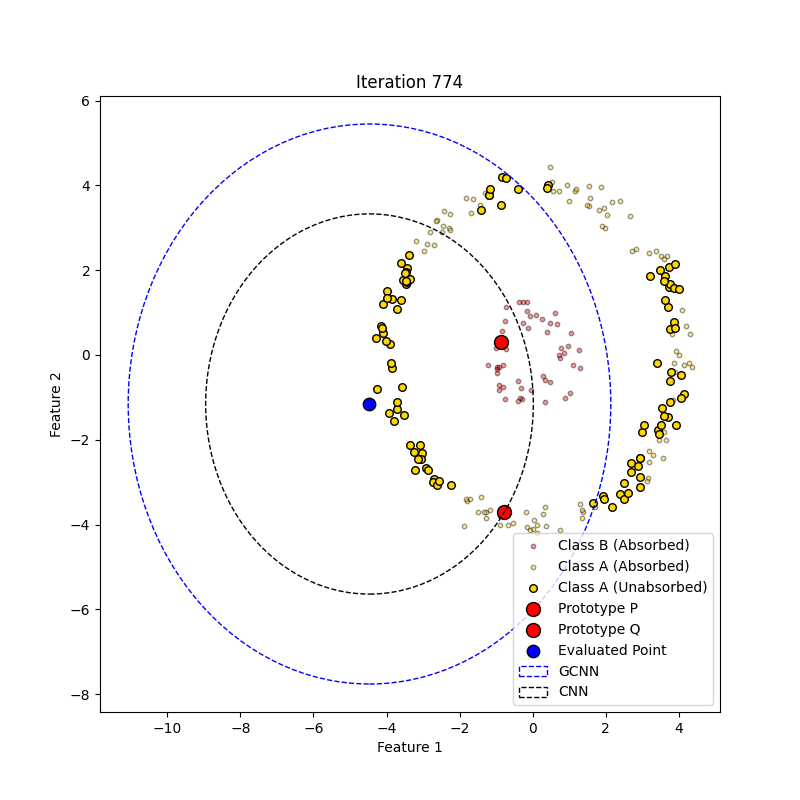 Iteration 774
6
4
2
0
−2
−4
−6
−8
Feature 2
−10
−8
−6
−4
−2
0
2
4
Feature 1
Class B (Absorbed)
Class A (Absorbed)
Class A (Unabsorbed)
Prototype P
Prototype Q
Evaluated Point
GCNN
CNN